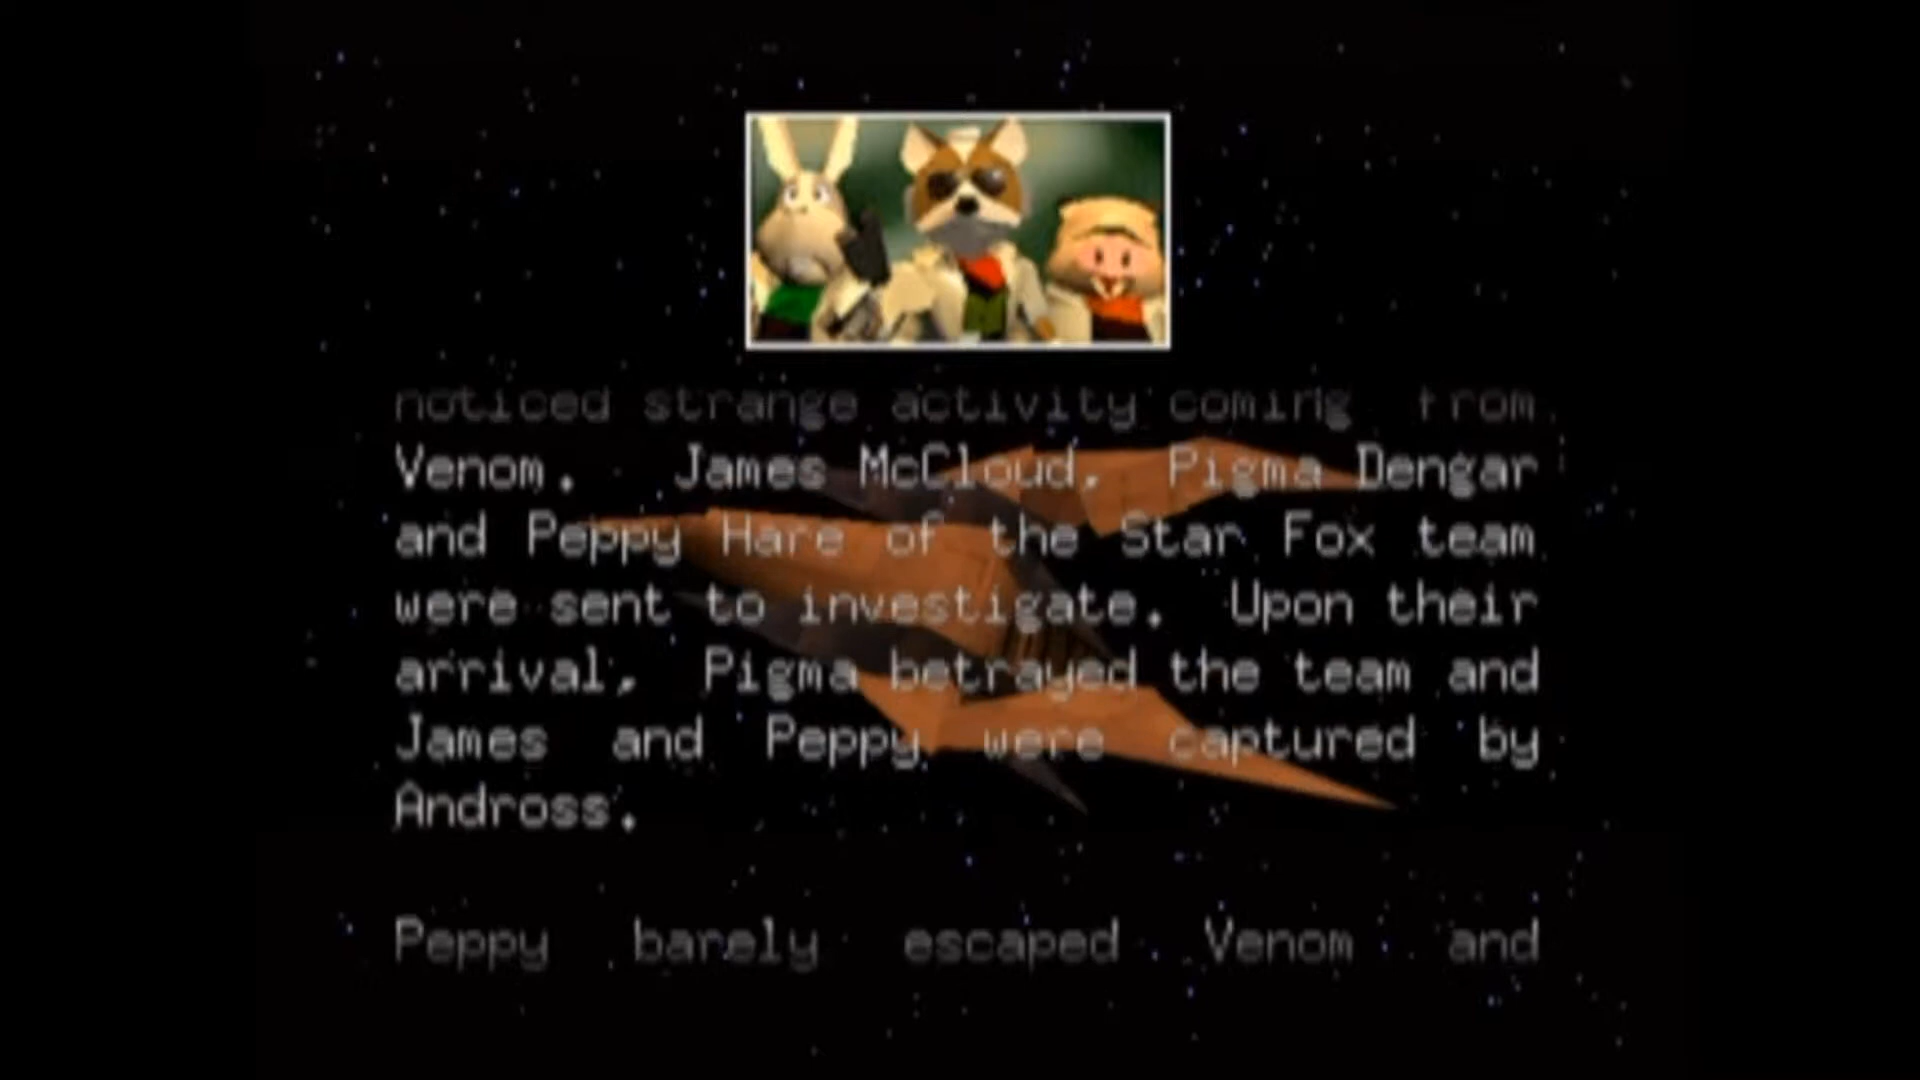 noticed strange activity coming from
Venom. James McCloud, Pigma Dengar
and Peppy Hare of the Star Fox team
were sent to investigate. Upon their
arrival, Pigma betrayed the team and
James and Peppy were captured by
Andross.
Peppy barely escaped Venom and